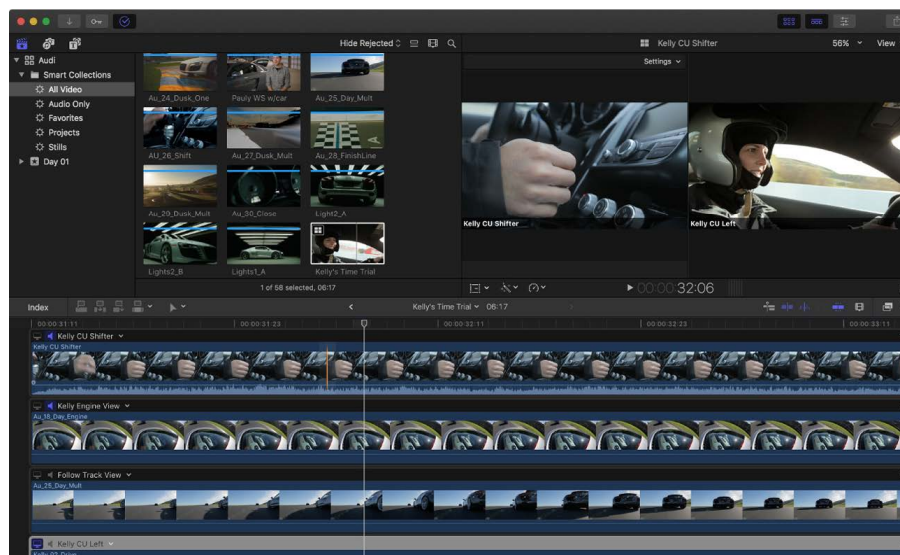 Hide Rejected
Kelly CU Shifter
56%
View
Audi
Smart Collections
All Video
Audio Only
Favorites
Projects
Stills
Day 01
Au_24_Dusk_One
Pauly WS w/car
Au_25_Day_Mult
AU_26_Shift
Au_27_Dusk_Mult
Au_28_FinishLine
Au_29_Dusk_Mult
Au_30_Close
Light2_A
Lights2_B
Lights1_A
Kelly's Time Trial
1 of 58 selected, 06:17
Settings
Kelly CU Shifter
Kelly CU Left
00:00:32:06
Index
Kelly's Time Trial
06:17
00:00:31:11
00:00:31:23
00:00:32:11
00:00:32:23
00:00:33:11
Kelly CU Shifter
Kelly CU Shifter
Kelly Engine View
Au_18_Day_Engine
Follow Track View
Au_25_Day_Mult
Kelly CU Left